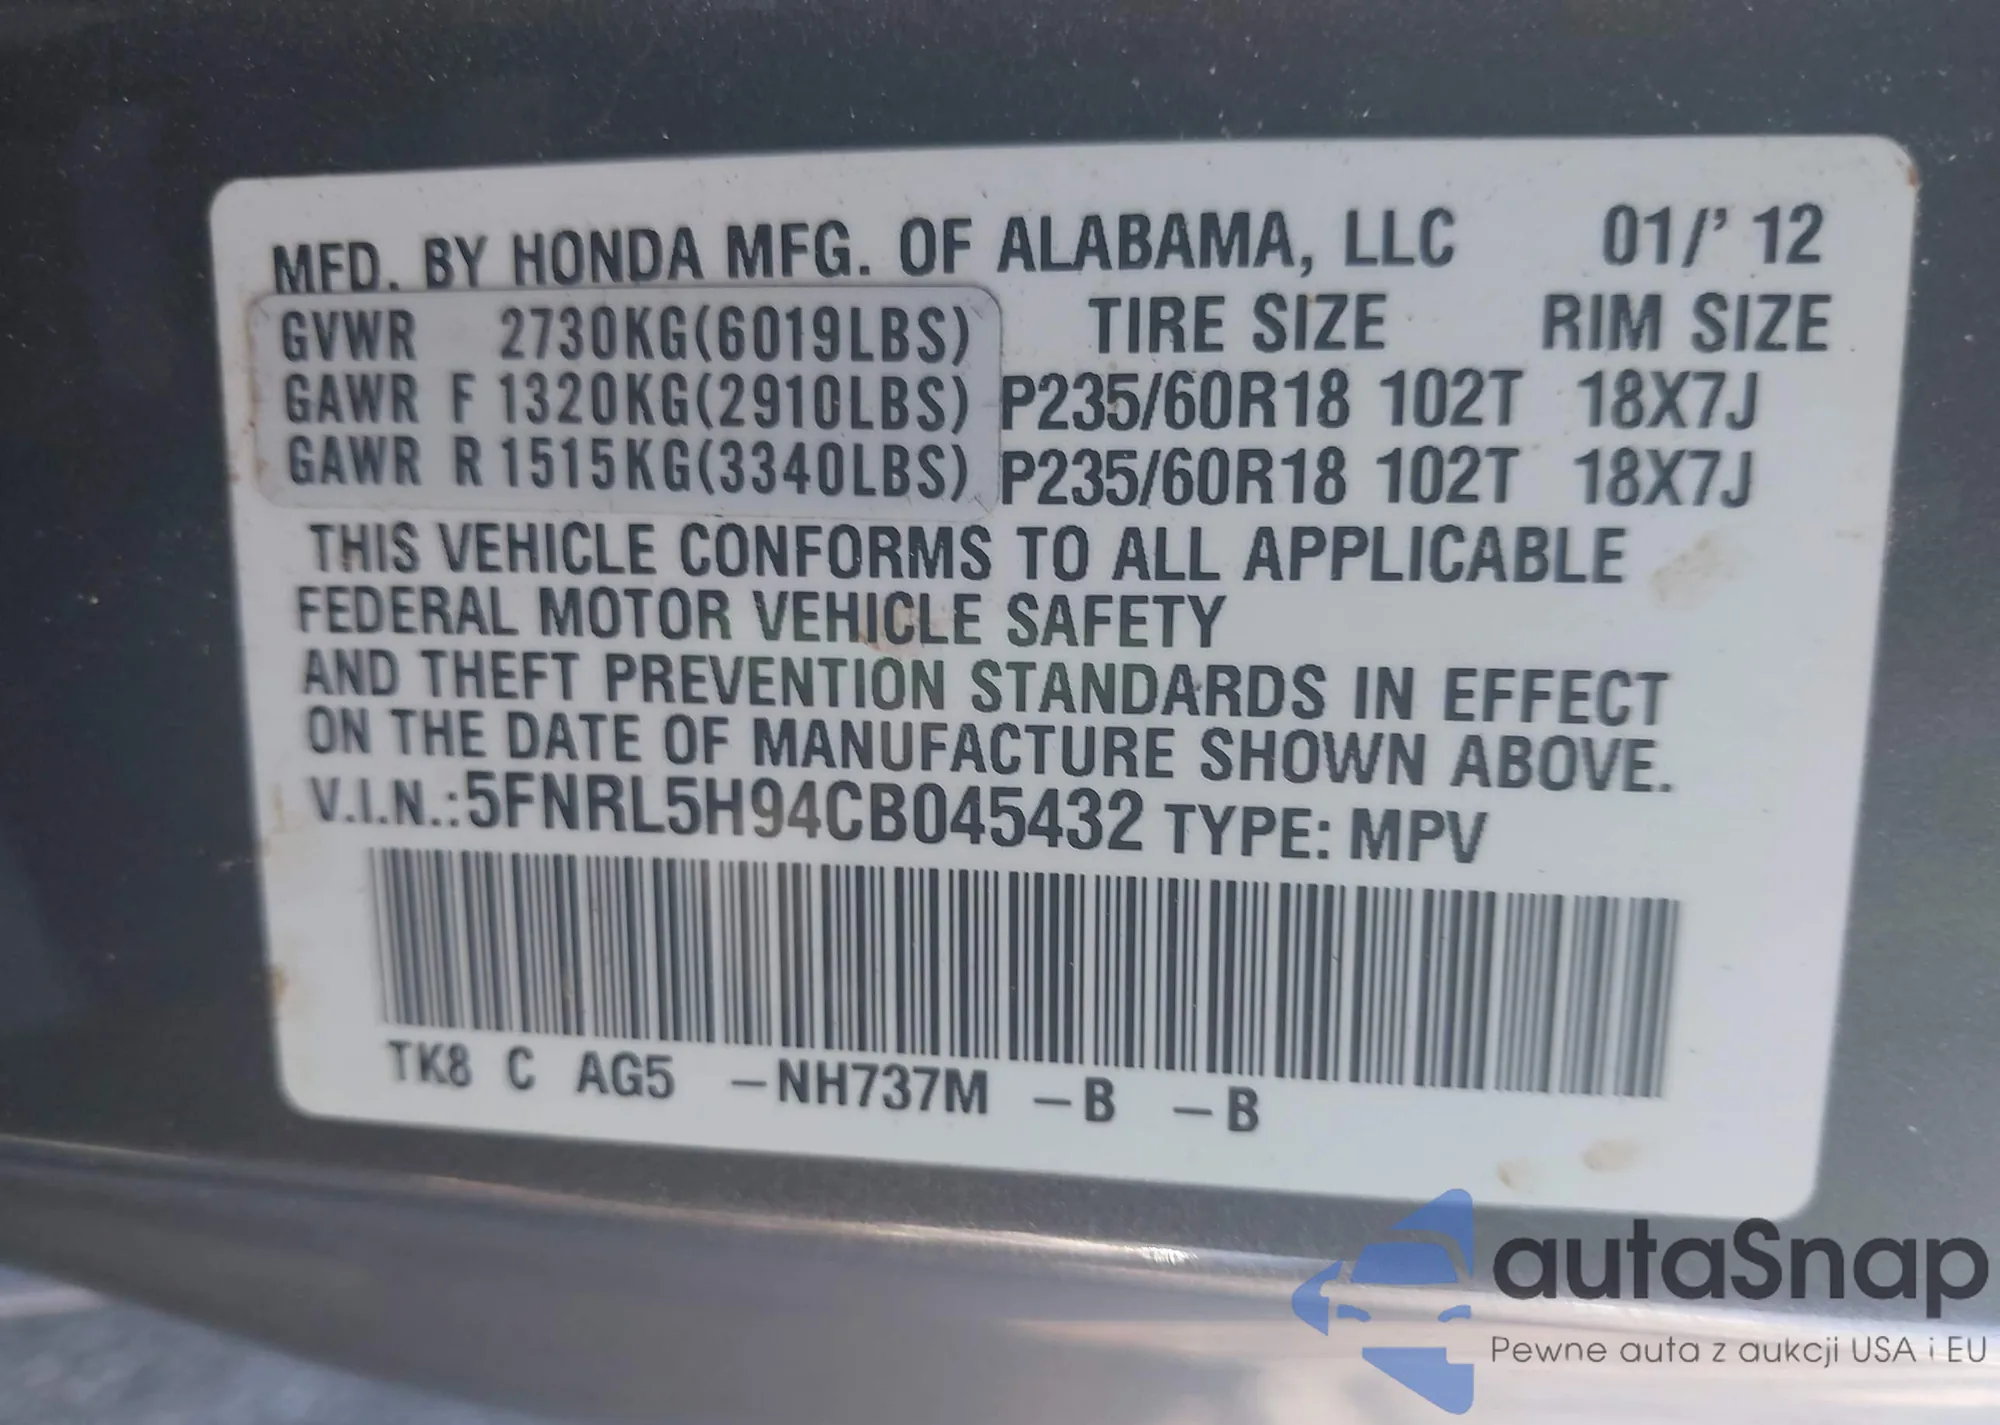 MFD. BY HONDA MFG. OF ALABAMA, LLC 01/'12
GVWR 2730KG(6019LBS) TIRE SIZE RIM SIZE
GAWR F 1320KG(2910LBS) P235/60R18 102T 18X7J
GAWR R 1515KG(3340LBS) P235/60R18 102T 18X7J
THIS VEHICLE CONFORMS TO ALL APPLICABLE
FEDERAL MOTOR VEHICLE SAFETY
AND THEFT PREVENTION STANDARDS IN EFFECT
ON THE DATE OF MANUFACTURE SHOWN ABOVE.
V.I.N.:5FNRL5H94CB045432 TYPE: MPV
TK8 C AG5 –NH737M –B –B
autaSnap
Pewne auta z aukcji USA i EU